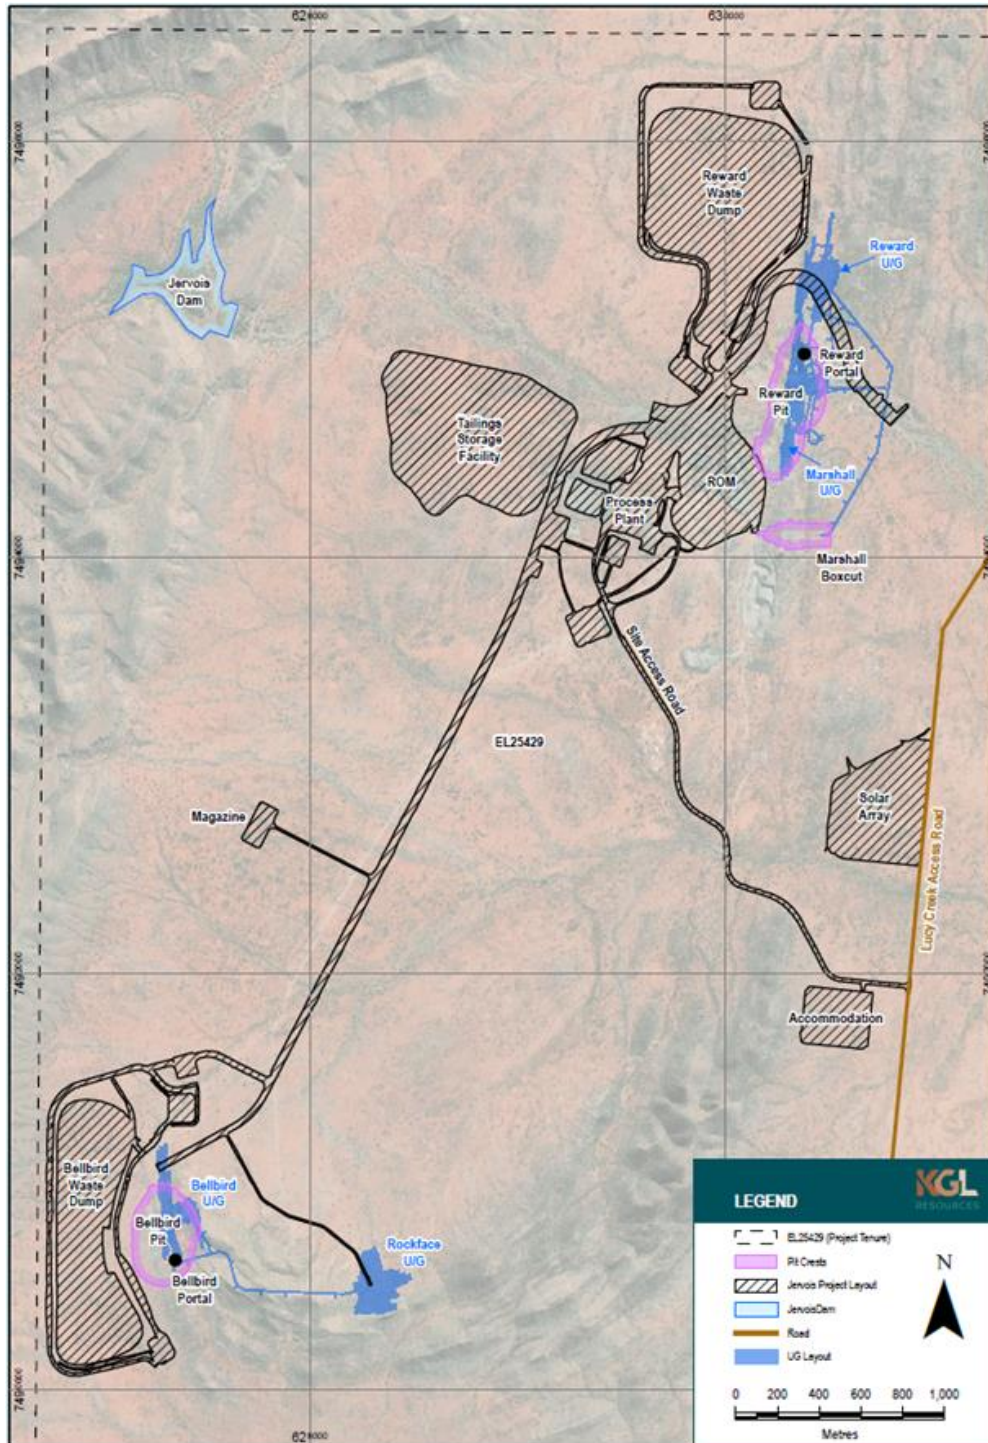 628000
630000
7496000
Reward
Waste
Dump
Reward
U/G
Jervois
Dam
Reward
Portal
Reward
Pit
Tailings
Storage
Facility
Marshall
U/G
ROM
Process
Plant
Marshall
Boxcut
Site Access Road
EL25429
Solar
Array
Magazine
Lucy Creek Access Road
Accommodation
Bellbird
Waste
Dump
Bellbird
U/G
Bellbird
Pit
Rockface
U/G
Bellbird
Portal
KGL
RESOURCES
LEGEND
EL25429 (Project Tenure)
Pit Crests
Jervois Project Layout
JervoisDam
Road
UG Layout
N
0 200 400 600 800 1,000
Metres
628000